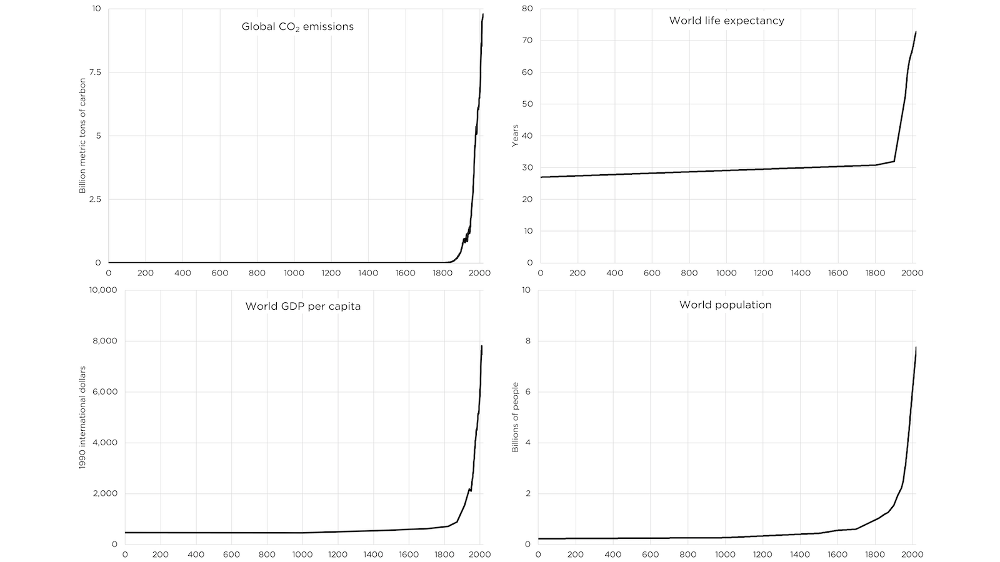 Global CO₂ emissions
Billion metric tons of carbon
10
7.5
5
2.5
0
0 200 400 600 800 1000 1200 1400 1600 1800 2000
World life expectancy
Years
80
70
60
50
40
30
20
10
0
0 200 400 600 800 1000 1200 1400 1600 1800 2000
World GDP per capita
1990 international dollars
10,000
8,000
6,000
4,000
2,000
0
0 200 400 600 800 1000 1200 1400 1600 1800 2000
World population
Billions of people
10
8
6
4
2
0
0 200 400 600 800 1000 1200 1400 1600 1800 2000